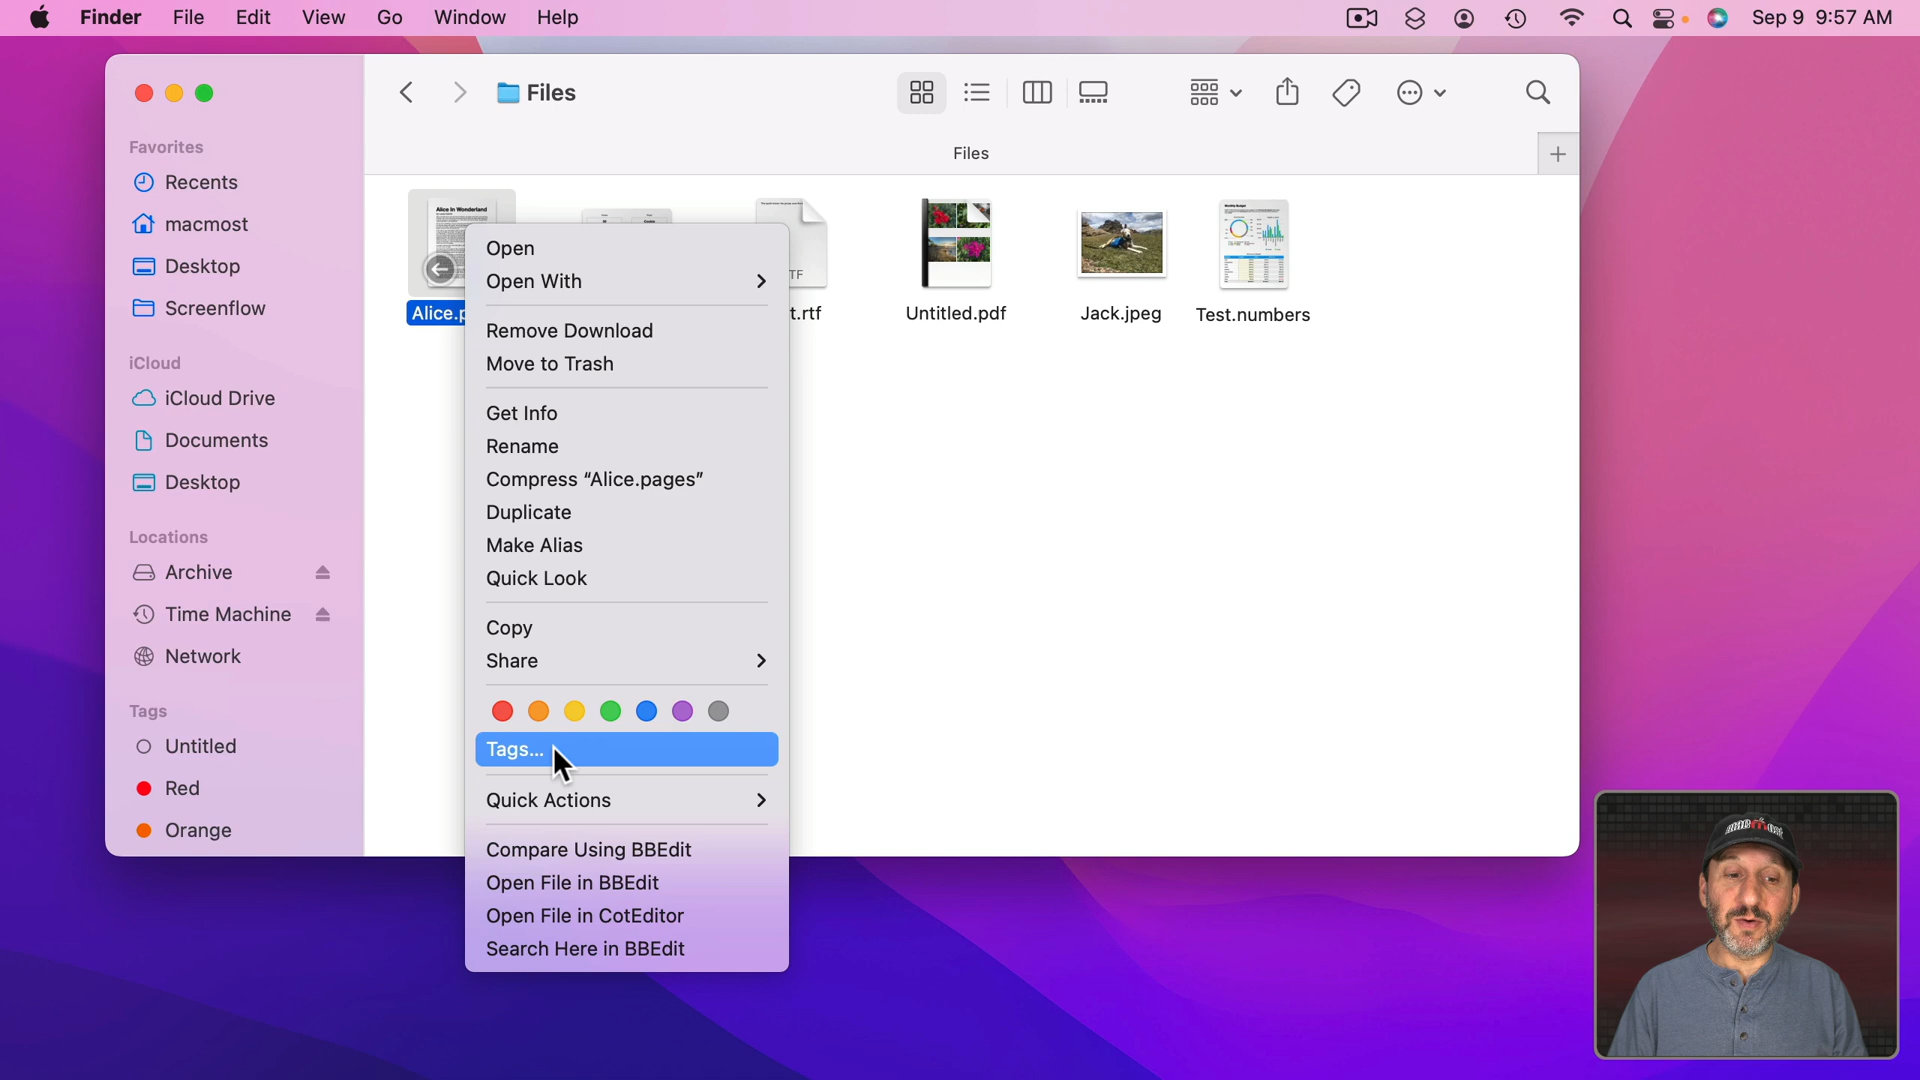 Finder File Edit View Go Window Help Sep 9 9:57 AM
Files
Files
Favorites
Recents
macmost
Desktop
Screenflow
iCloud
iCloud Drive
Documents
Desktop
Locations
Archive
Time Machine
Network
Tags
Untitled
Red
Orange
Alice In Wonderland
Alice.p
TF
t.rtf
Untitled.pdf
Jack.jpeg
Monthly Budget
Test.numbers
Open
Open With
Remove Download
Move to Trash
Get Info
Rename
Compress “Alice.pages”
Duplicate
Make Alias
Quick Look
Copy
Share
Tags...
Quick Actions
Compare Using BBEdit
Open File in BBEdit
Open File in CotEditor
Search Here in BBEdit